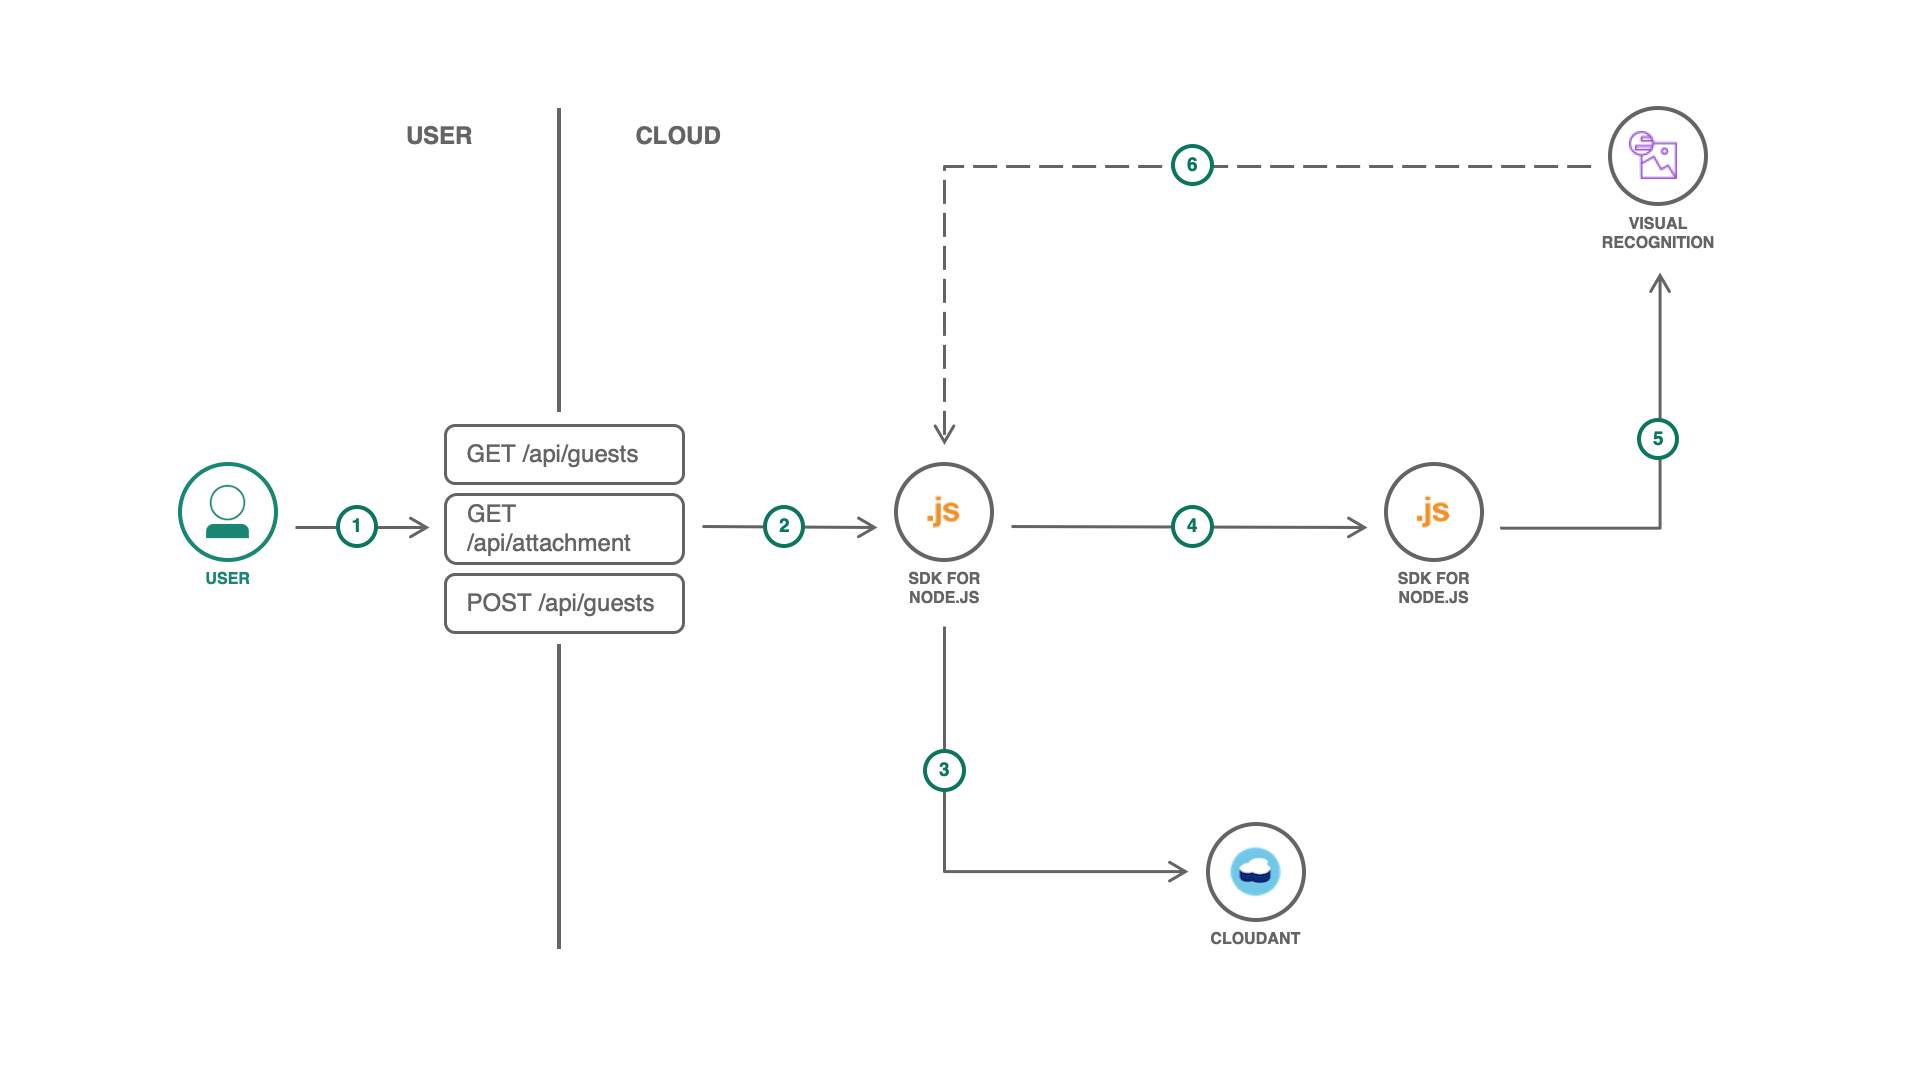 USER
CLOUD
6
VISUAL
RECOGNITION
5
GET /api/guests
GET
/api/attachment
POST /api/guests
USER
1
2
.js
SDK FOR
NODE.JS
4
.js
SDK FOR
NODE.JS
3
CLOUDANT